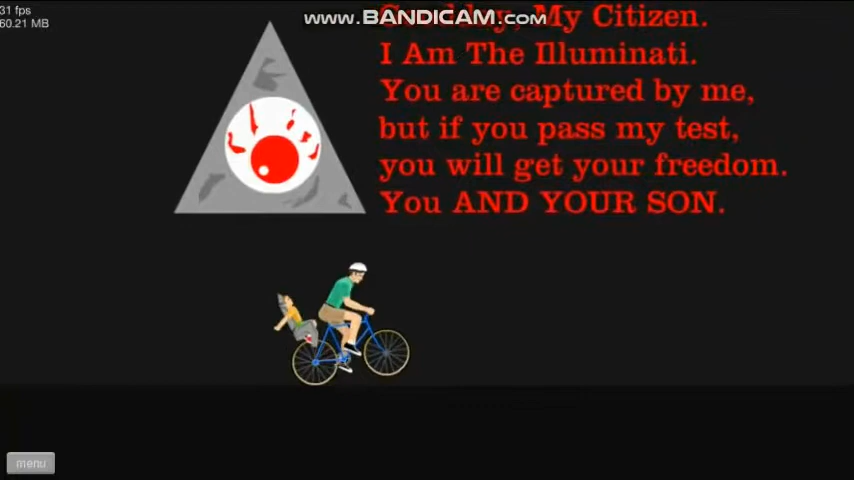 31 fps
60.21 MB
www.BANDICAM.com
My Citizen.
I Am The Illuminati.
You are captured by me,
but if you pass my test,
you will get your freedom.
You AND YOUR SON.
menu